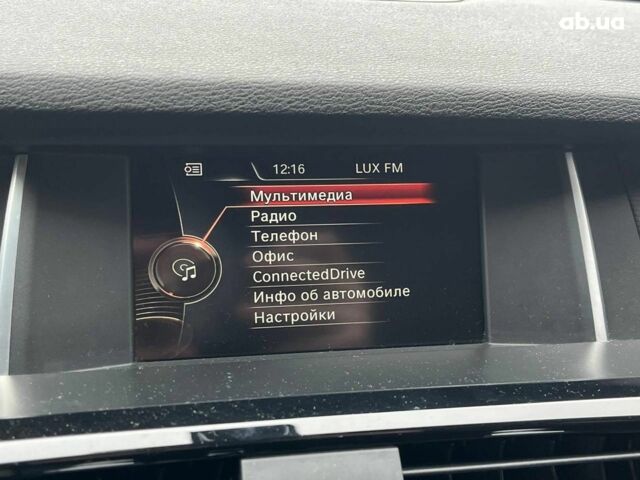 ab.ua
12:16 LUX FM
Мультимедиа
Радио
Телефон
Офис
ConnectedDrive
Инфо об автомобиле
Настройки